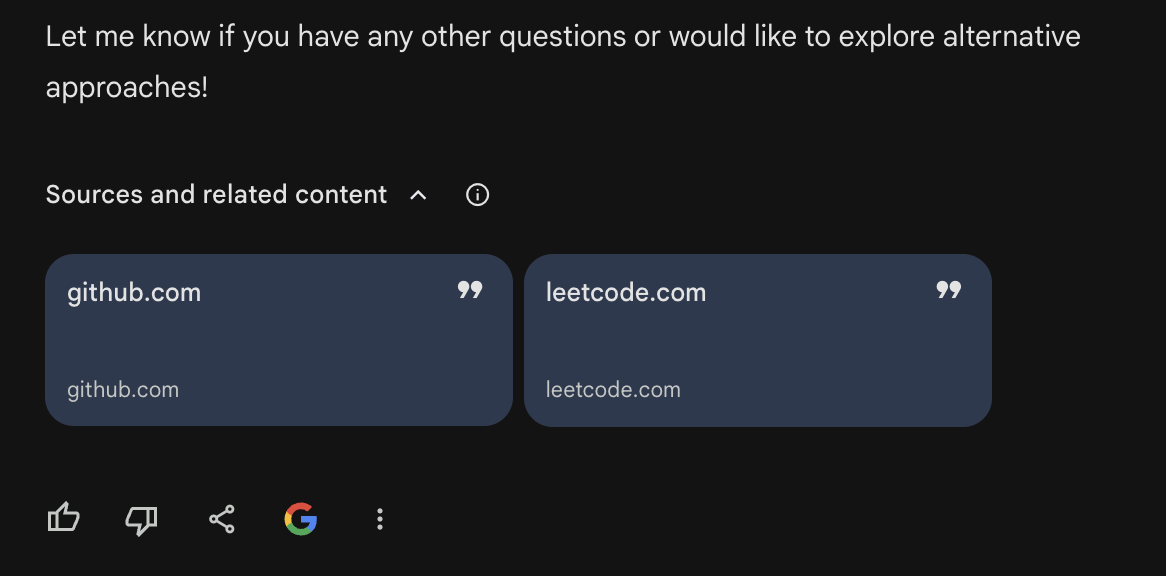 Let me know if you have any other questions or would like to explore alternative
approaches!
Sources and related content
github.com
github.com
leetcode.com
leetcode.com